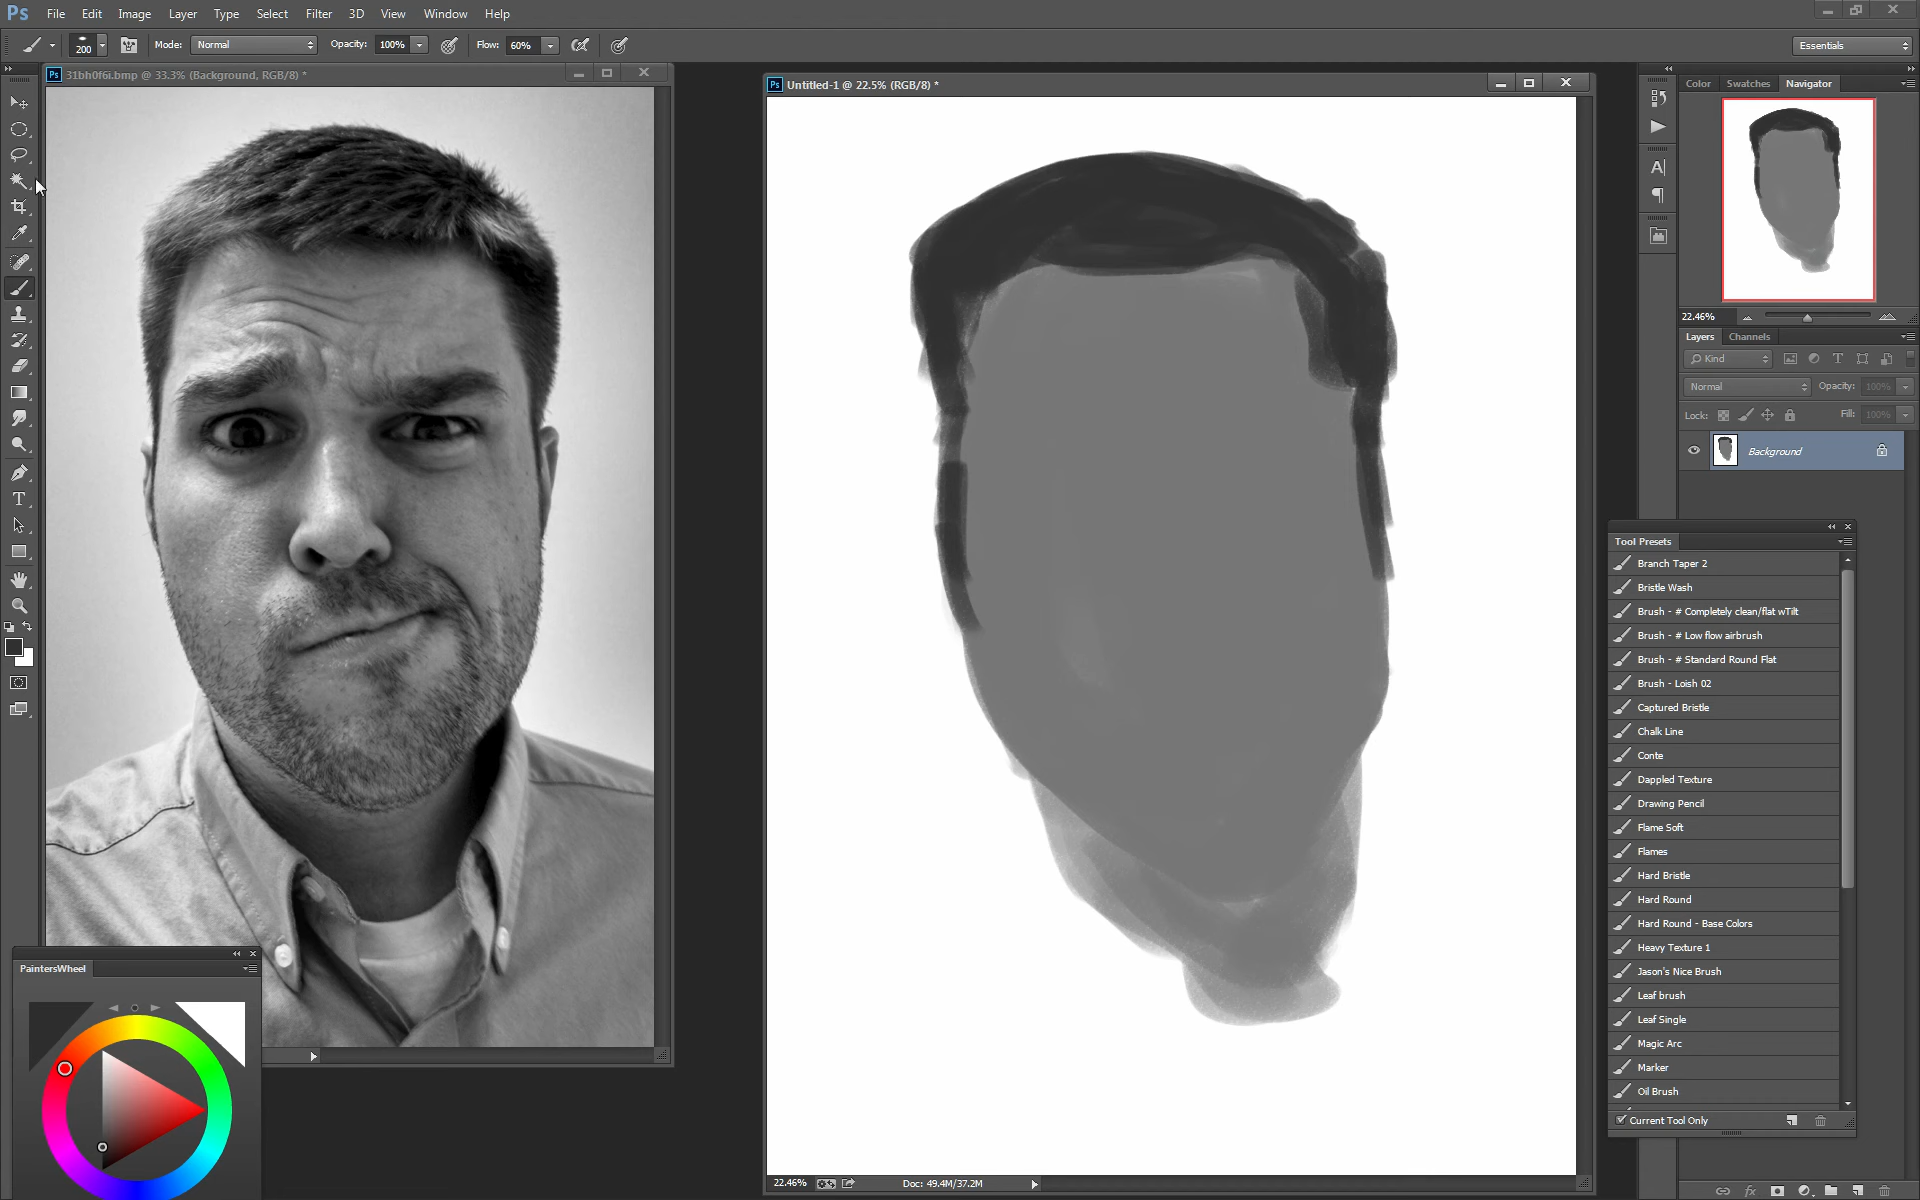 Ps File Edit Image Layer Type Select Filter 3D View Window Help
200 Mode: Normal Opacity: 100% Flow: 60% Essentials
Ps 31bh0f6i.bmp @ 33.3% (Background, RGB/8) *
Ps Untitled-1 @ 22.5% (RGB/8) *
Color Swatches Navigator
22.46%
Layers Channels
Kind
Normal Opacity: 100%
Lock: Fill: 100%
Background
Tool Presets
Branch Taper 2
Bristle Wash
Brush - # Completely clean/flat wTilt
Brush - # Low flow airbrush
Brush - # Standard Round Flat
Brush - Loish 02
Captured Bristle
Chalk Line
Conte
Dappled Texture
Drawing Pencil
Flame Soft
Flames
Hard Bristle
Hard Round
Hard Round - Base Colors
Heavy Texture 1
Jason's Nice Brush
Leaf brush
Leaf Single
Magic Arc
Marker
Oil Brush
Current Tool Only
PaintersWheel
22.46% Doc: 49.4M/37.2M